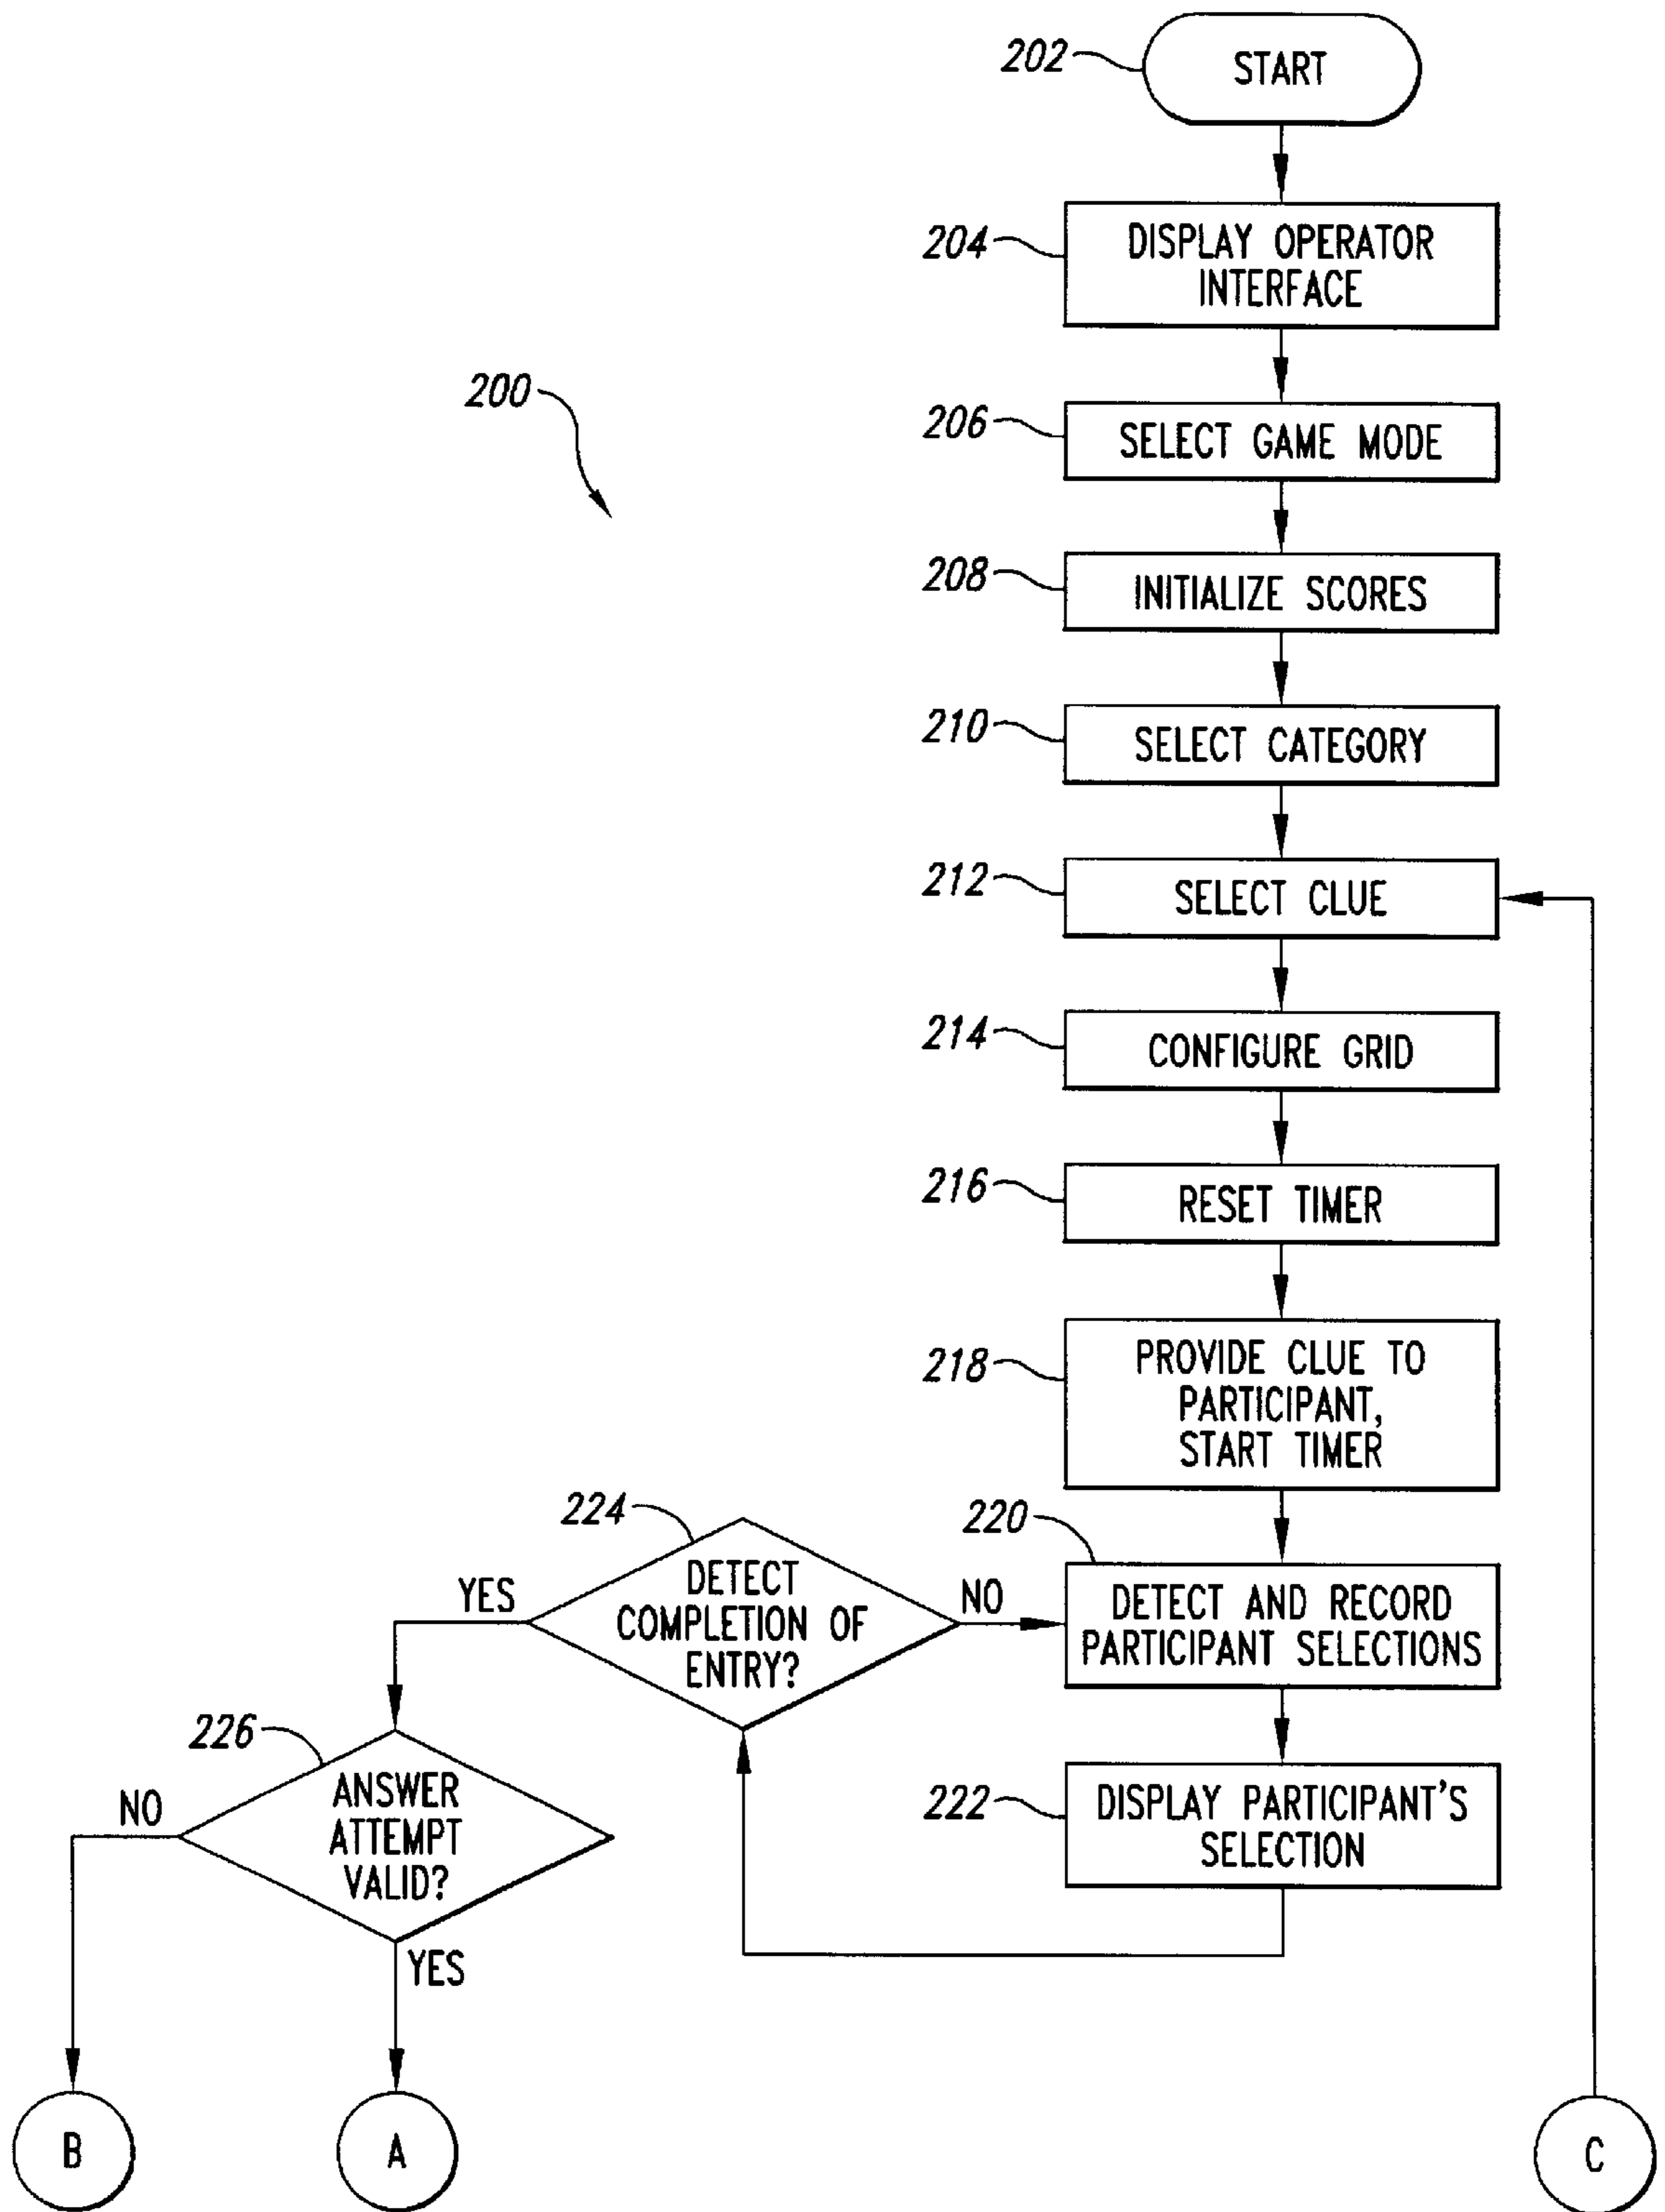 202
START
204
DISPLAY OPERATOR
INTERFACE
200
206
SELECT GAME MODE
208
INITIALIZE SCORES
210
SELECT CATEGORY
212
SELECT CLUE
214
CONFIGURE GRID
216
RESET TIMER
218
PROVIDE CLUE TO
PARTICIPANT,
START TIMER
220
DETECT AND RECORD
PARTICIPANT SELECTIONS
222
DISPLAY PARTICIPANT'S
SELECTION
224
DETECT
COMPLETION OF
ENTRY?
NO
YES
226
ANSWER
ATTEMPT
VALID?
NO
YES
B
A
C